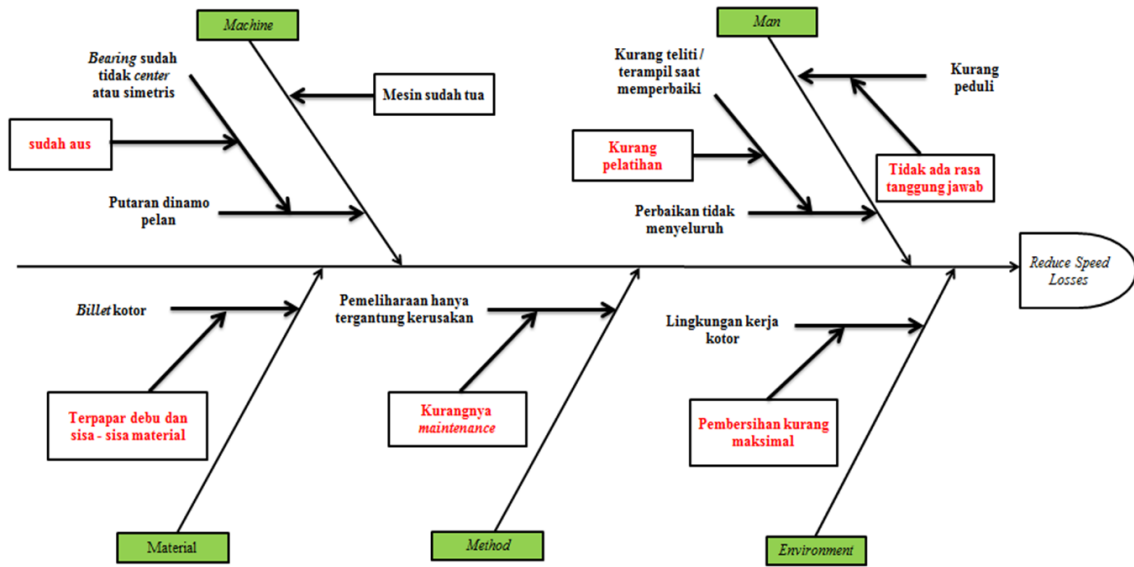 Machine
Man
Bearing sudah
tidak center
atau simetris
Mesin sudah tua
Kurang teliti /
terampil saat
memperbaiki
Kurang
peduli
sudah aus
Kurang
pelatihan
Tidak ada rasa
tanggung jawab
Putaran dinamo
pelan
Perbaikan tidak
menyeluruh
Reduce Speed
Losses
Billet kotor
Pemeliharaan hanya
tergantung kerusakan
Lingkungan kerja
kotor
Terpapar debu dan
sisa - sisa material
Kurangnya
maintenance
Pembersihan kurang
maksimal
Material
Method
Environment